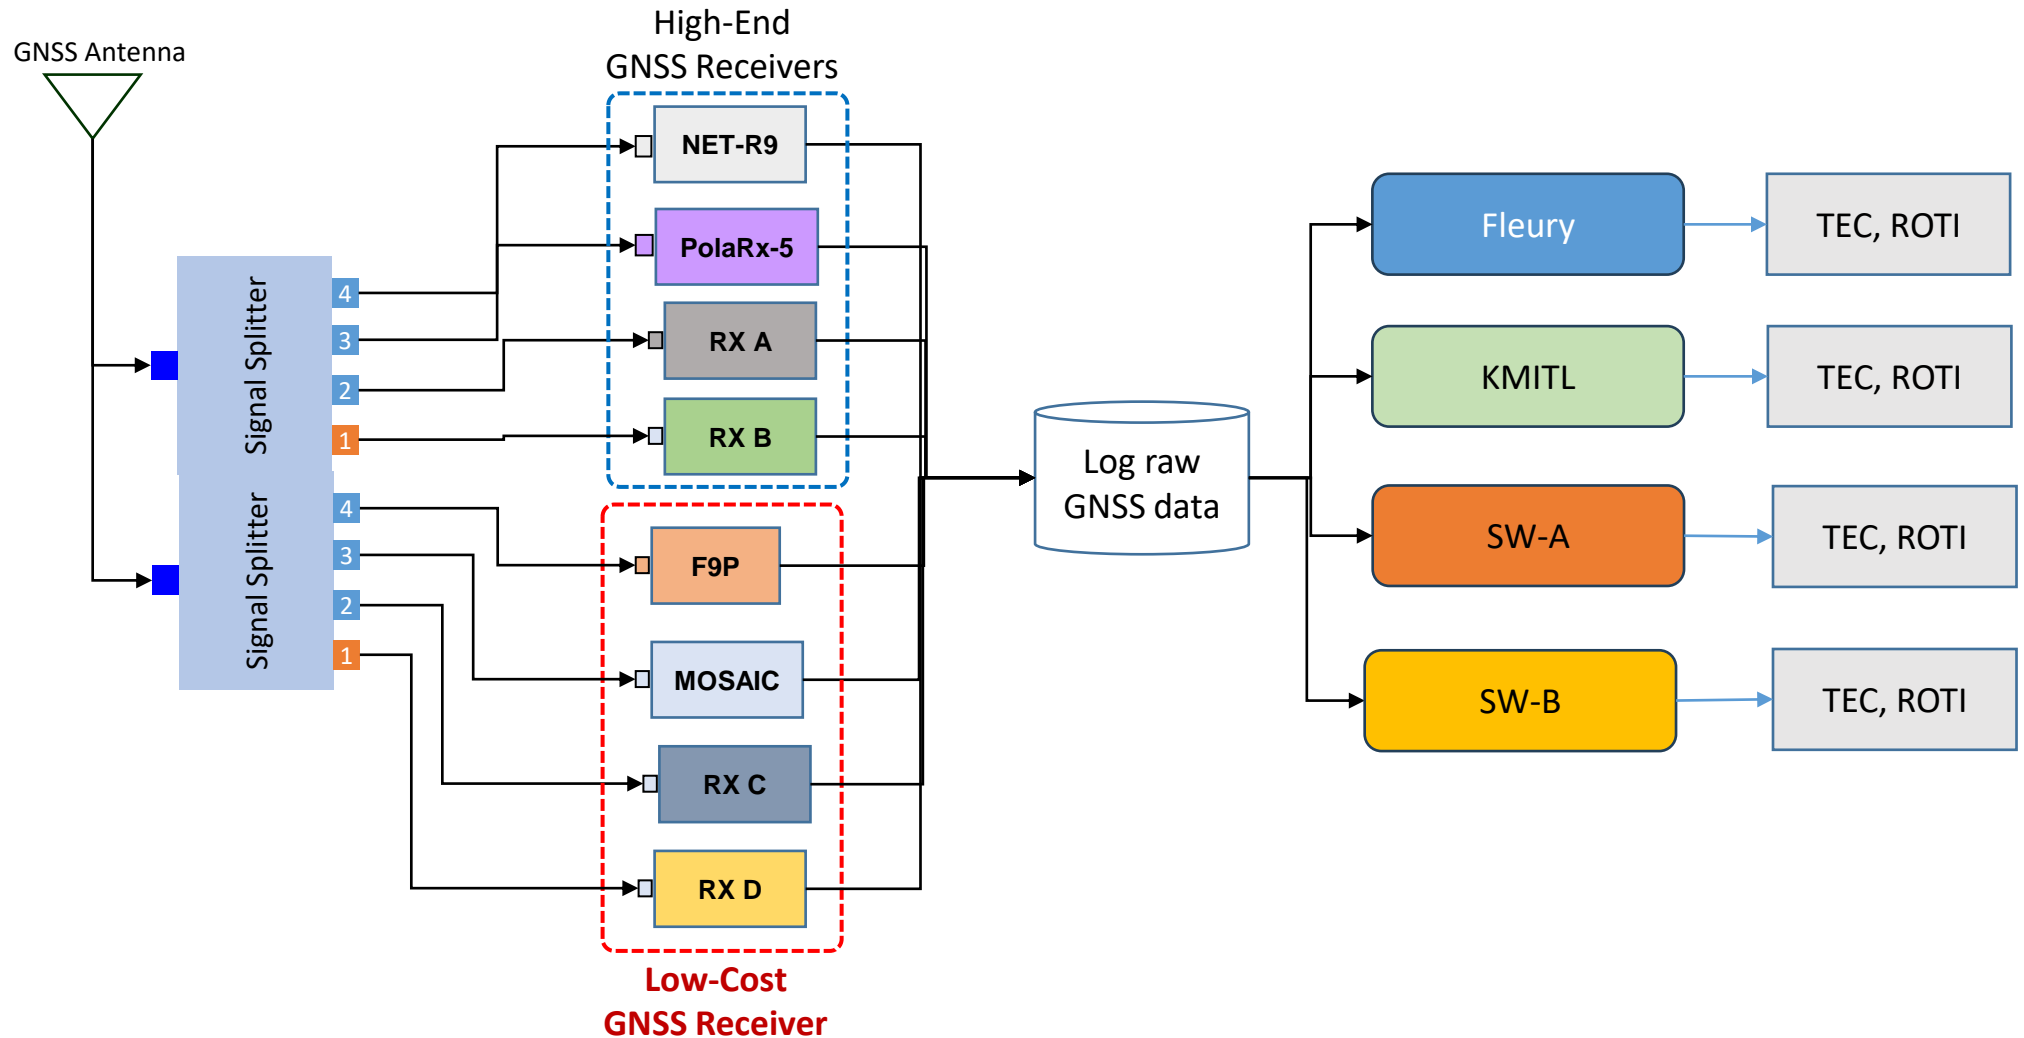 GNSS Antenna
Signal Splitter
4
3
2
1
Signal Splitter
4
3
2
1
High-End
GNSS Receivers
NET-R9
PolaRx-5
RX A
RX B
F9P
MOSAIC
RX C
RX D
Low-Cost
GNSS Receiver
Log raw
GNSS data
Fleury
TEC, ROTI
KMITL
TEC, ROTI
SW-A
TEC, ROTI
SW-B
TEC, ROTI